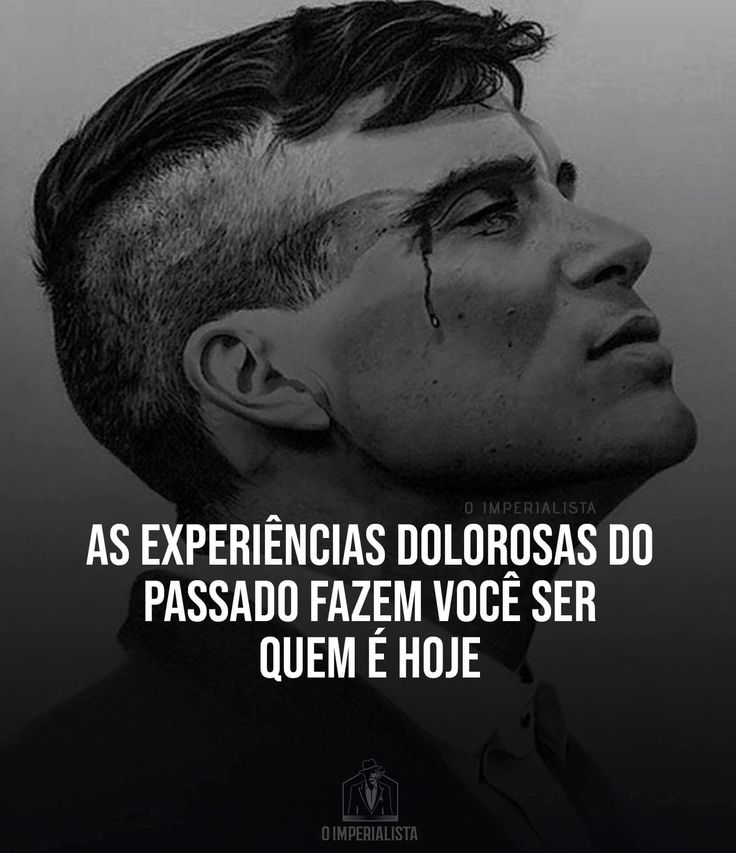 O IMPERIALISTA
AS EXPERIÊNCIAS DOLOROSAS DO
PASSADO FAZEM VOCÊ SER
QUEM É HOJE
O IMPERIALISTA